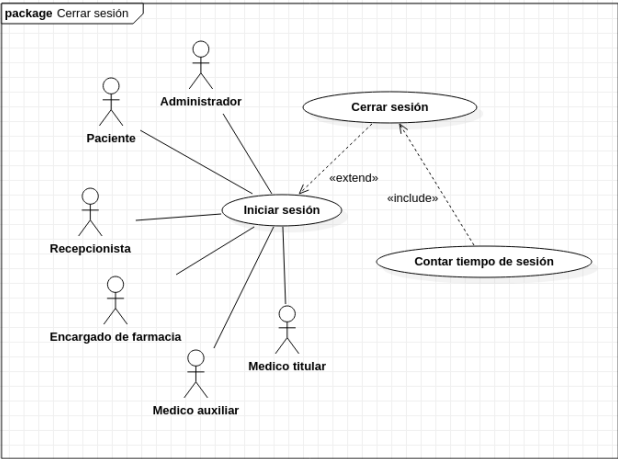 package Cerrar sesión
Administrador
Cerrar sesión
Paciente
«extend»
«include»
Iniciar sesión
Recepcionista
Contar tiempo de sesión
Encargado de farmacia
Medico titular
Medico auxiliar